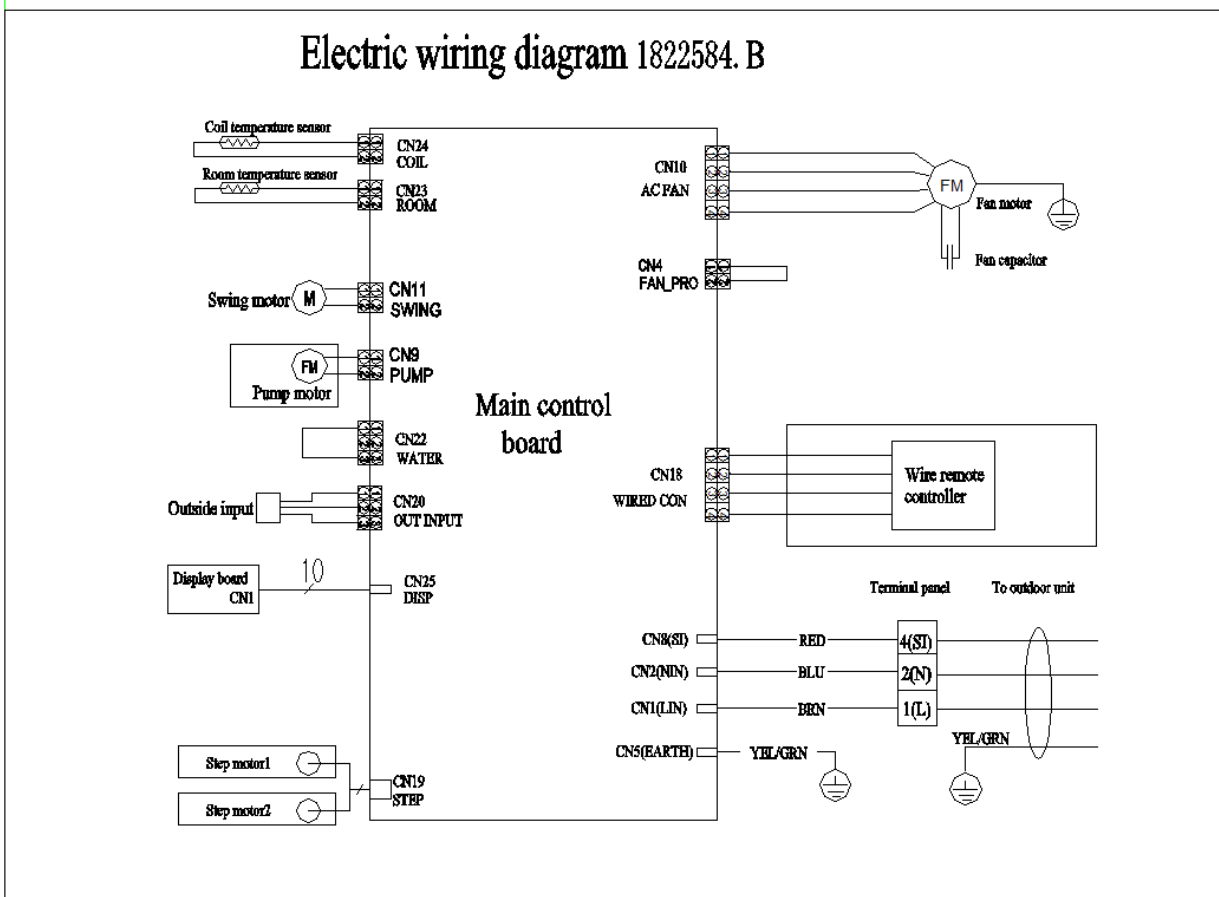 Electric wiring diagram 1822584. B
Coil temperature sensor
CN24
COIL
Room temperature sensor
CN23
ROOM
CN10
AC FAN
FM
Fan motor
Fan capacitor
CN4
FAN_PRO
Swing motor
M
CN11
SWING
FM
Pump motor
CN9
PUMP
Main control
board
CN22
WATER
Outside input
CN20
OUT INPUT
CN18
WIRED CON
Wire remote
controller
Display board
CN1
10
CN25
DISP
Terminal panel
To outdoor unit
CN8(SI)
RED
4(SI)
CN2(NIN)
BLU
2(N)
CN1(LIN)
BRN
1(L)
CN5(EARTH)
YEL/GRN
YEL/GRN
Step motor1
Step motor2
CN19
STEP